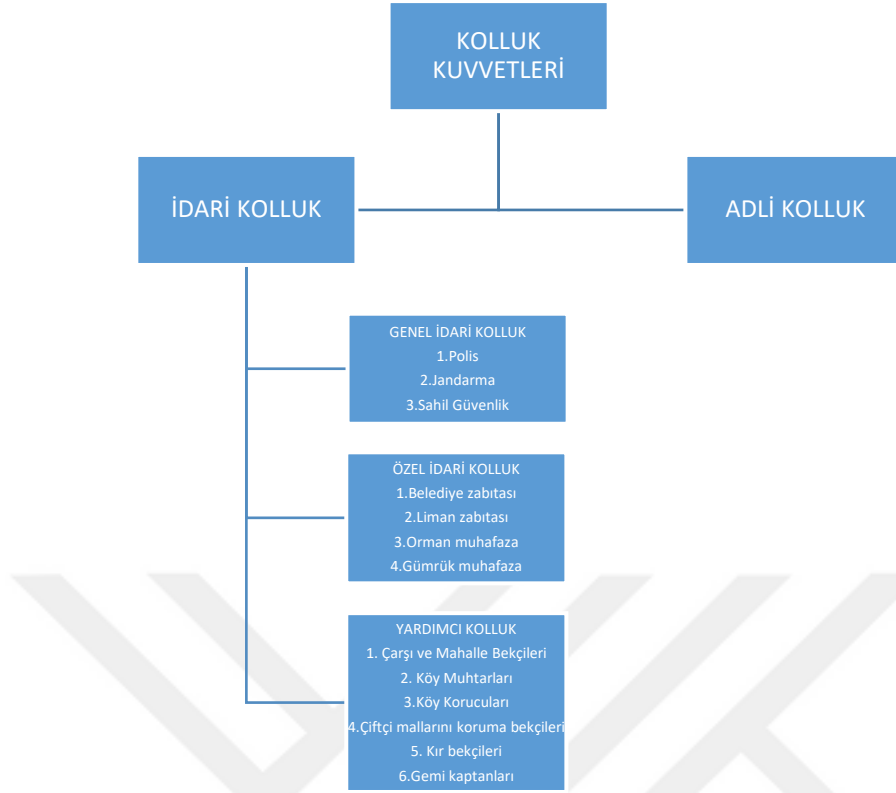 KOLLUK
KUVVETLERİ
İDARİ KOLLUK
ADLİ KOLLUK
GENEL İDARİ KOLLUK
1.Polis
2.Jandarma
3.Sahil Güvenlik
ÖZEL İDARİ KOLLUK
1.Belediye zabıtası
2.Liman zabıtası
3.Orman muhafaza
4.Gümrük muhafaza
YARDIMCI KOLLUK
1. Çarşı ve Mahalle Bekçileri
2. Köy Muhtarları
3.Köy Korucuları
4.Çiftçi mallarını koruma bekçileri
5. Kır bekçileri
6.Gemi kaptanları